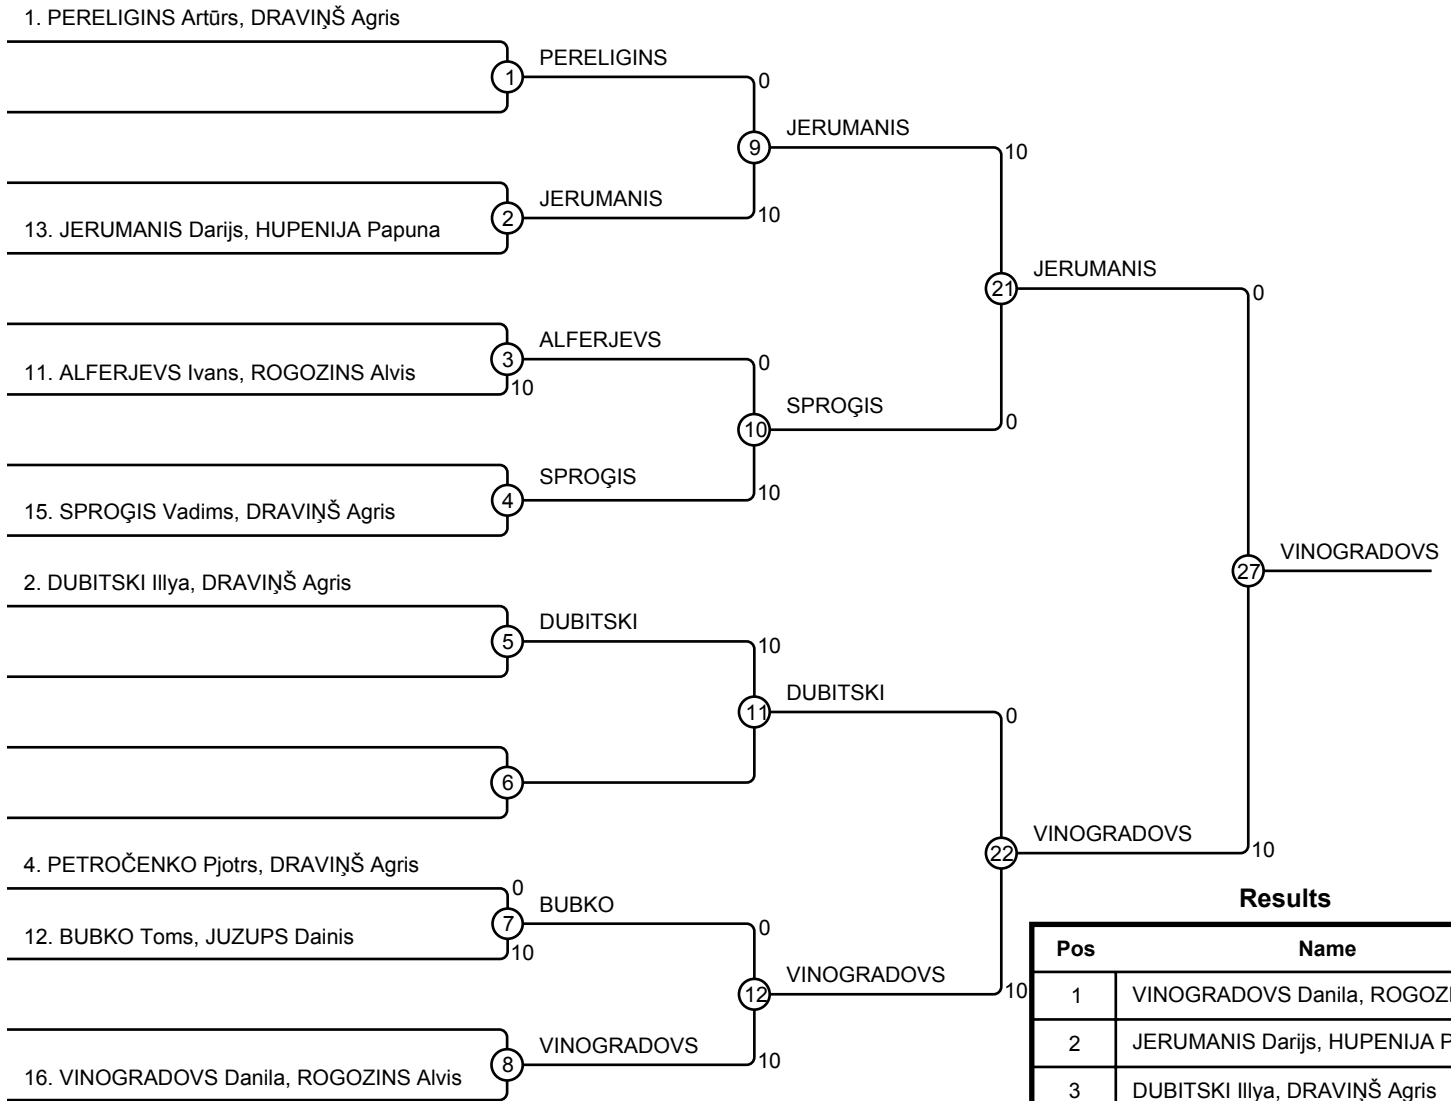 1. PERELIGINS Artūrs, DRAVIŅŠ Agris
1
PERELIGINS
0
9
JERUMANIS
10
13. JERUMANIS Darijs, HUPENIJA Papuna
2
JERUMANIS
10
21
JERUMANIS
0
11. ALFERJEVS Ivans, ROGOZINS Alvis
3
10
ALFERJEVS
0
10
SPROĢIS
0
15. SPROĢIS Vadims, DRAVIŅŠ Agris
4
SPROĢIS
10
27
VINOGRADOVS
2. DUBITSKI Illya, DRAVIŅŠ Agris
5
DUBITSKI
10
11
DUBITSKI
0
6
22
VINOGRADOVS
10
4. PETROČENKO Pjotrs, DRAVIŅŠ Agris
0
7
BUBKO
0
12. BUBKO Toms, JUZUPS Dainis
10
12
VINOGRADOVS
10
16. VINOGRADOVS Danila, ROGOZINS Alvis
8
VINOGRADOVS
10
Results
Pos Name
1 VINOGRADOVS Danila,
2 JERUMANIS Darijs, HUPENIJA
3 DUBITSKI Illya, DRAVIŅŠ Agris